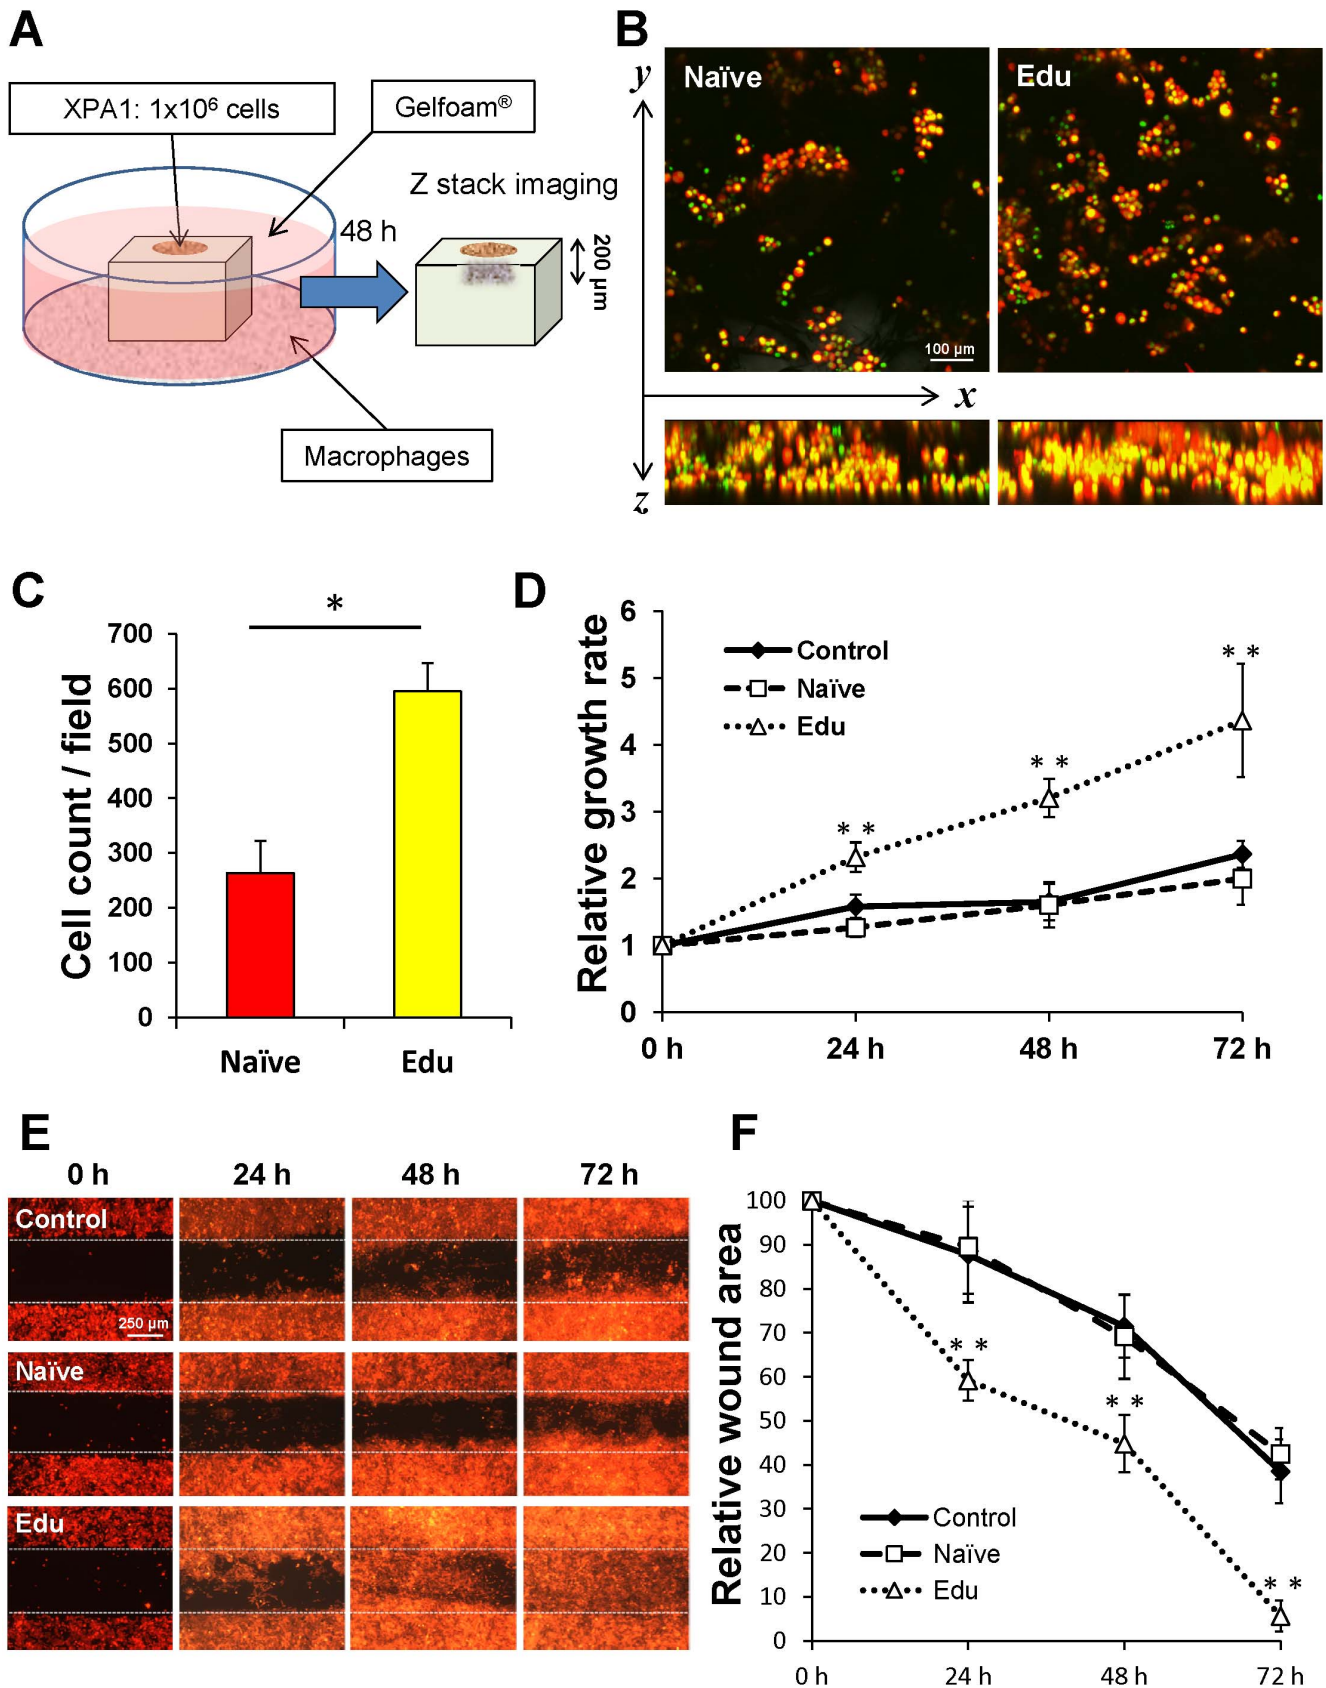 A
XPA1: 1x10⁶ cells
Gelfoam®
Z stack imaging
48 h
200 µm
Macrophages
B
y
Naïve
Edu
100 µm
x
z
C
*
700
600
500
400
300
200
100
0
Cell count / field
Naïve
Edu
D
6
5
4
3
2
1
0
Relative growth rate
Control
Naïve
Edu
* *
* *
* *
0 h
24 h
48 h
72 h
E
0 h
24 h
48 h
72 h
Control
250 µm
Naïve
Edu
F
100
90
80
70
60
50
40
30
20
10
0
Relative wound area
* *
* *
* *
Control
Naïve
Edu
0 h
24 h
48 h
72 h